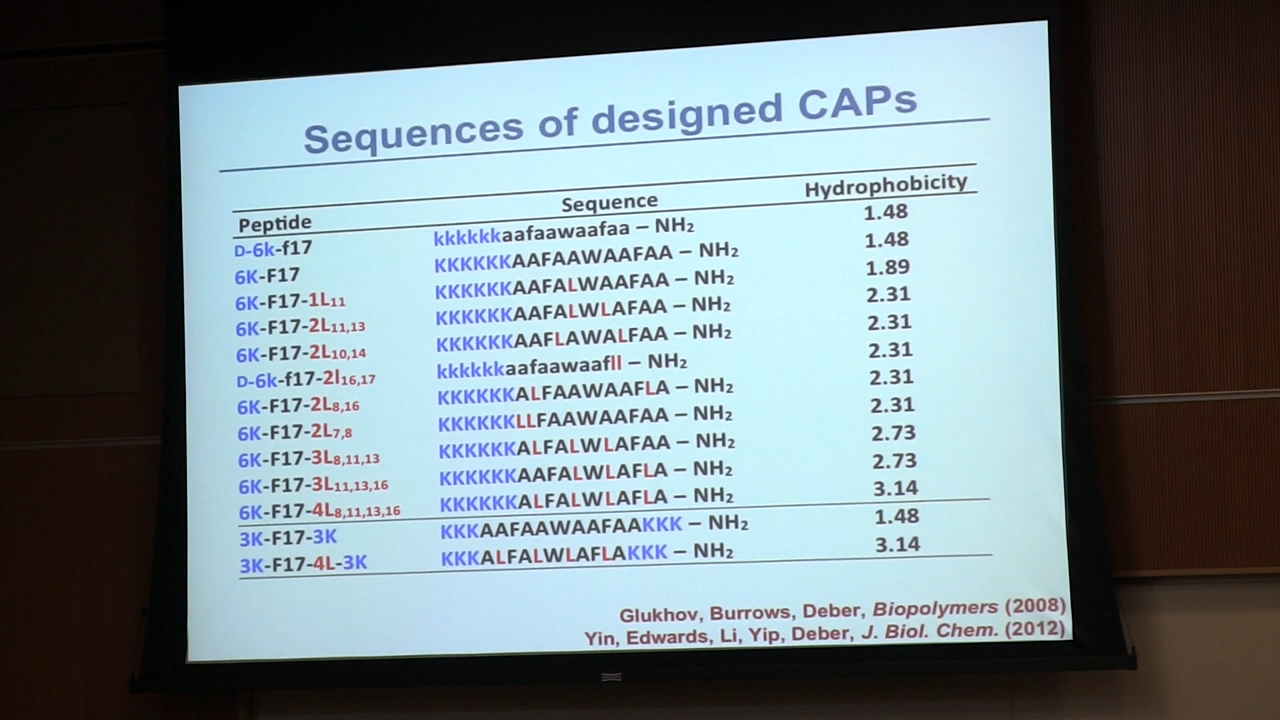 Sequences of designed CAPs
Peptide Sequence Hydrophobicity
D-6k-f17 kkkkkkaafaawaafaa – NH₂ 1.48
6K-F17 KKKKKKAAFAAWAAFAA – NH₂ 1.48
6K-F17-1L₁₁ KKKKKKAAFALWAAFAA – NH₂ 1.89
6K-F17-2L₁₁,₁₃ KKKKKKAAFALWLAFAA – NH₂ 2.31
6K-F17-2L₁₀,₁₄ KKKKKKAAFLAWALFAA – NH₂ 2.31
D-6k-f17-2l₁₆,₁₇ kkkkkkaafaawaafll – NH₂ 2.31
6K-F17-2L₈,₁₆ KKKKKKALFAAWAAFLA – NH₂ 2.31
6K-F17-2L₇,₈ KKKKKKLLFAAWAAFAA – NH₂ 2.31
6K-F17-3L₈,₁₁,₁₃ KKKKKKALFALWLAFAA – NH₂ 2.73
6K-F17-3L₁₁,₁₃,₁₆ KKKKKKAAFALWLAFLA – NH₂ 2.73
6K-F17-4L₈,₁₁,₁₃,₁₆ KKKKKKALFALWLAFLA – NH₂ 3.14
3K-F17-3K KKKAAFAAWAAFAAKKK – NH₂ 1.48
3K-F17-4L-3K KKKALFALWLAFLAKKK – NH₂ 3.14
Glukhov, Burrows, Deber, Biopolymers (2008)
Yin, Edwards, Li, Yip, Deber, J. Biol. Chem. (2012)